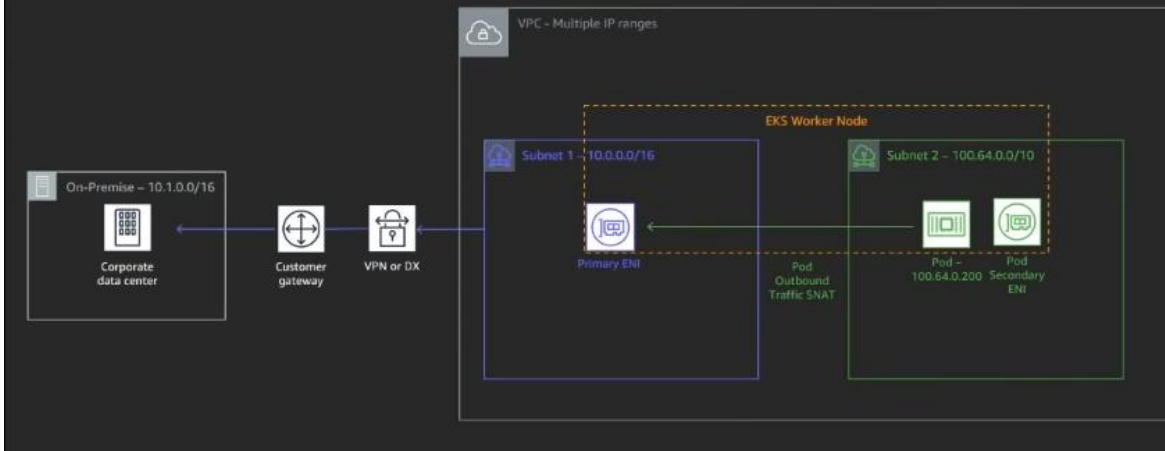 VPC - Multiple IP ranges
EKS Worker Node
Subnet 1 – 10.0.0.0/16
Subnet 2 – 100.64.0.0/10
On-Premise – 10.1.0.0/16
Corporate
data center
Customer
gateway
VPN or DX
Primary ENI
Pod
Outbound
Traffic SNAT
Pod –
100.64.0.200
Pod
Secondary
ENI